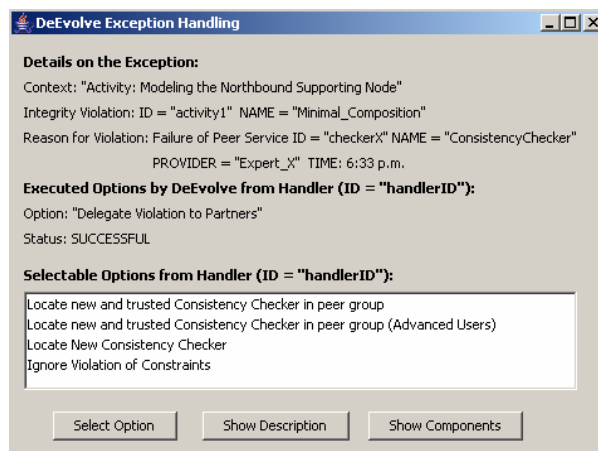 DeEvolve Exception Handling
Details on the Exception:
Context: "Activity: Modeling the Northbound Supporting Node"
Integrity Violation: ID = "activity1" NAME = "Minimal_Composition"
Reason for Violation: Failure of Peer Service ID = "checkerX" NAME = "ConsistencyChecker"
PROVIDER = "Expert_X" TIME: 6:33 p.m.
Executed Options by DeEvolve from Handler (ID = "handlerID"):
Option: "Delegate Violation to Partners"
Status: SUCCESSFUL
Selectable Options from Handler (ID = "handlerID"):
Locate new and trusted Consistency Checker in peer group
Locate new and trusted Consistency Checker in peer group (Advanced Users)
Locate New Consistency Checker
Ignore Violation of Constraints
Select Option Show Description Show Components